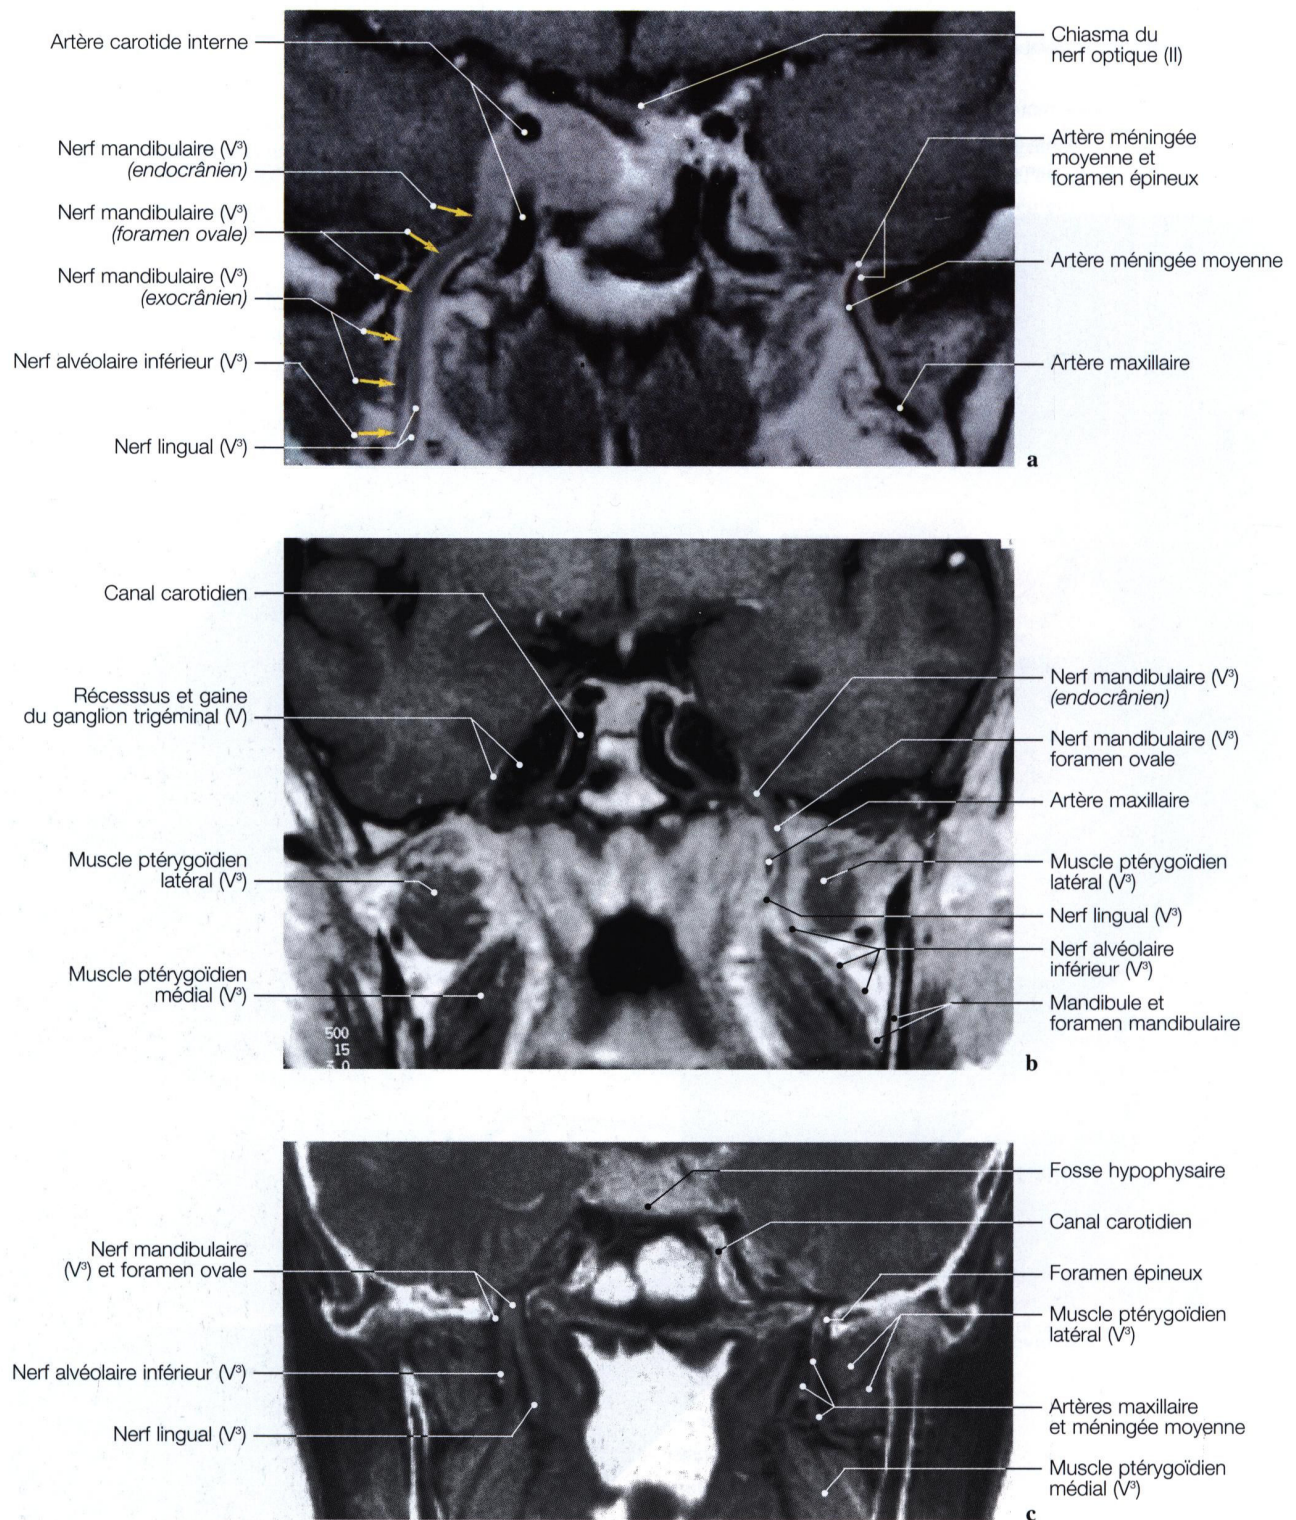 Artère carotide interne
Nerf mandibulaire (V³)
(endocrânien)
Nerf mandibulaire (V³)
(foramen ovale)
Nerf mandibulaire (V³)
(exocrânien)
Nerf alvéolaire inférieur (V³)
Nerf lingual (V³)
Chiasma du
nerf optique (II)
Artère méningée
moyenne et
foramen épineux
Artère méningée moyenne
Artère maxillaire
a
Canal carotidien
Récesssus et gaine
du ganglion trigéminal (V)
Muscle ptérygoïdien
latéral (V³)
Muscle ptérygoïdien
médial (V³)
500
15
3.0
Nerf mandibulaire (V³)
(endocrânien)
Nerf mandibulaire (V³)
foramen ovale
Artère maxillaire
Muscle ptérygoïdien
latéral (V³)
Nerf lingual (V³)
Nerf alvéolaire
inférieur (V³)
Mandibule et
foramen mandibulaire
b
Nerf mandibulaire
(V³) et foramen ovale
Nerf alvéolaire inférieur (V³)
Nerf lingual (V³)
Fosse hypophysaire
Canal carotidien
Foramen épineux
Muscle ptérygoïdien
latéral (V³)
Artères maxillaire
et méningée moyenne
Muscle ptérygoïdien
médial (V³)
c